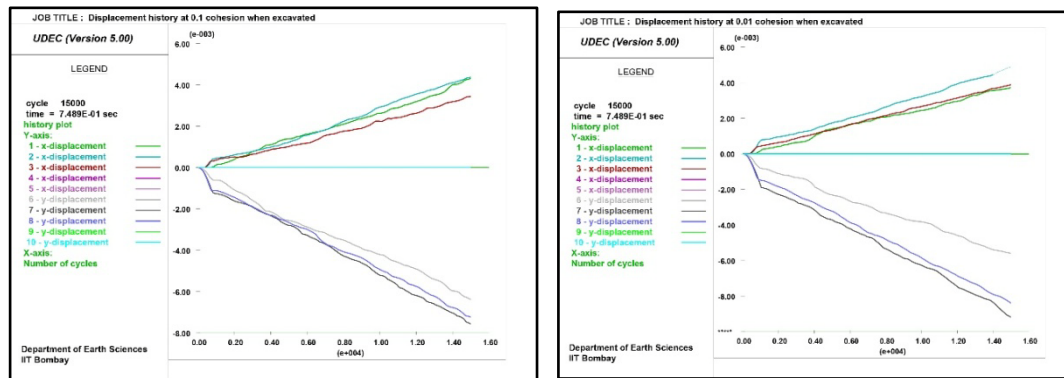 JOB TITLE : Displacement history at 0.1 cohesion when excavated
UDEC (Version 5.00)
LEGEND
cycle 15000
time = 7.489E-01 sec
history plot
Y-axis:
1 - x-displacement
2 - x-displacement
3 - x-displacement
4 - x-displacement
5 - x-displacement
6 - y-displacement
7 - y-displacement
8 - y-displacement
9 - y-displacement
10 - y-displacement
X-axis:
Number of cycles
Department of Earth Sciences
IIT Bombay
(e-003)
6.00
4.00
2.00
0.00
-2.00
-4.00
-6.00
-8.00
0.00 0.20 0.40 0.60 0.80 1.00 1.20 1.40 1.60
(e+004)
JOB TITLE : Displacement history at 0.01 cohesion when excavated
UDEC (Version 5.00)
LEGEND
cycle 15000
time = 7.489E-01 sec
history plot
Y-axis:
1 - x-displacement
2 - x-displacement
3 - x-displacement
4 - x-displacement
5 - x-displacement
6 - y-displacement
7 - y-displacement
8 - y-displacement
9 - y-displacement
10 - y-displacement
X-axis:
Number of cycles
Department of Earth Sciences
IIT Bombay
(e-003)
6.00
4.00
2.00
0.00
-2.00
-4.00
-6.00
-8.00
0.00 0.20 0.40 0.60 0.80 1.00 1.20 1.40 1.60
(e+004)